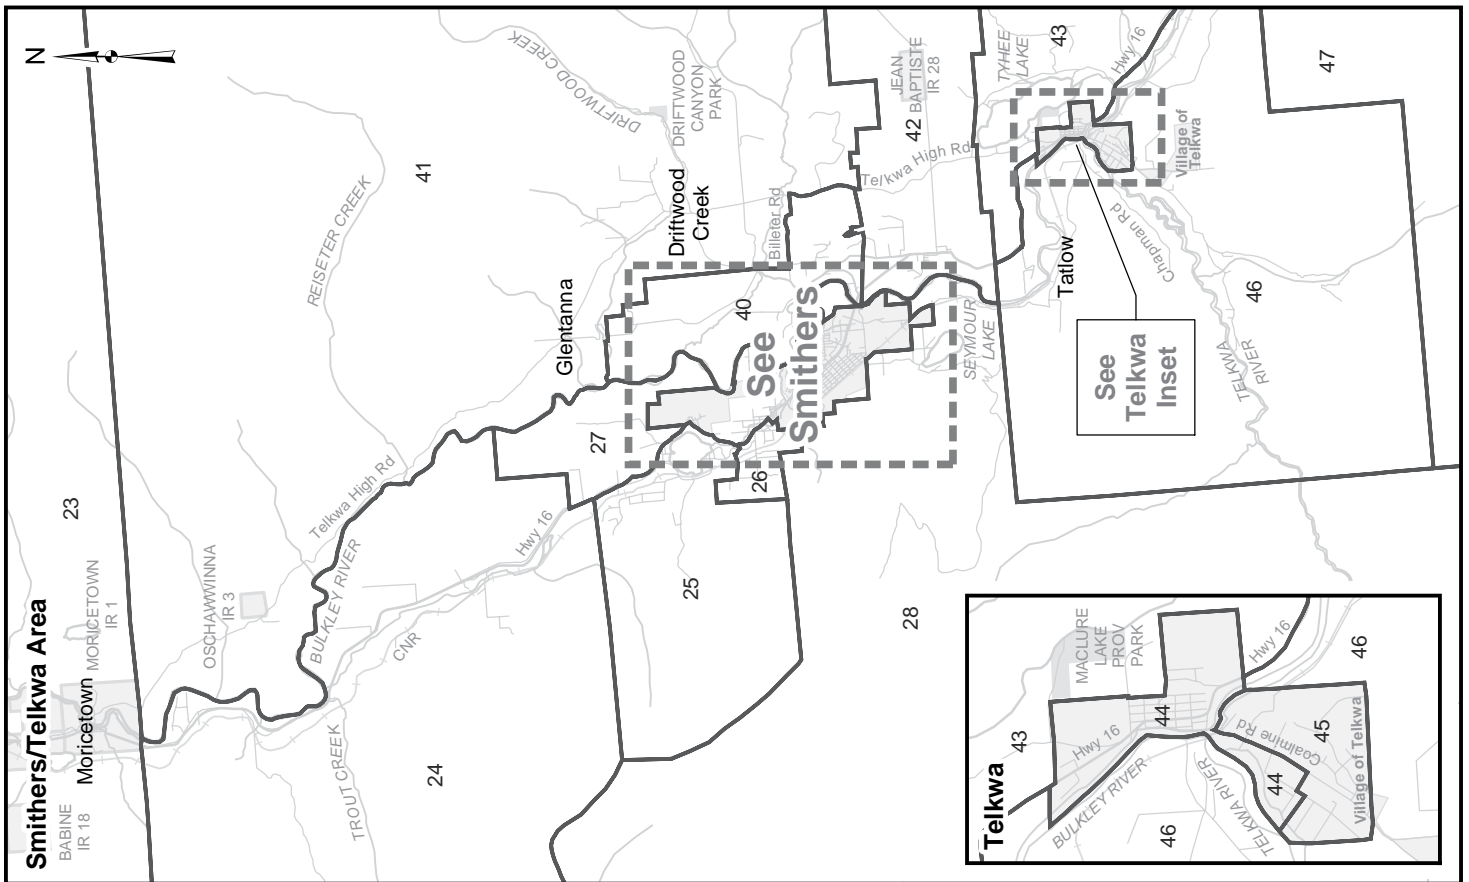 Smithers/Telkwa Area
N
BABINE
IR 18
Moricetown
MORICETOWN
IR 1
23
OSCHAWWINNA
IR 3
BULKLEY RIVER
Telkwa High Rd
CNR
Hwy 16
TROUT CREEK
24
REISETER CREEK
41
DRIFTWOOD CREEK
DRIFTWOOD
CANYON
PARK
Driftwood
Creek
Glentanna
27
25
26
28
40
See
Smithers
Billeter Rd
JEAN
BAPTISTE
IR 28
42
Telkwa High Rd
SEYMOUR
LAKE
TYHEE
LAKE
43
Hwy 16
47
Village of
Telkwa
Tatlow
Chapman Rd
46
TELKWA
RIVER
See
Telkwa
Inset
Telkwa
43
MACLURE
LAKE
PROV
PARK
Hwy 16
44
BULKLEY RIVER
Hwy 16
46
46
TELKWA RIVER
44
Coalmine Rd
45
Village of Telkwa